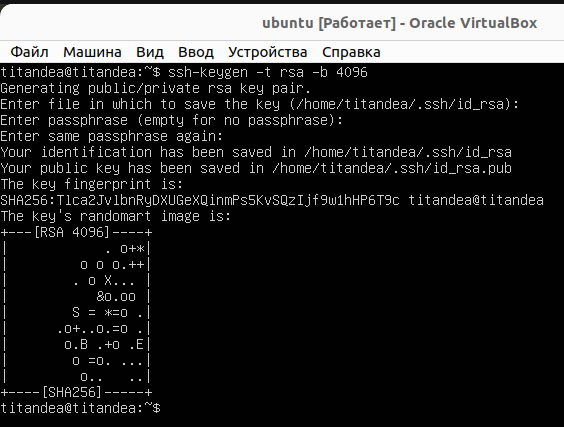 ubuntu [Работает] - Oracle VirtualBox
Файл Машина Вид Ввод Устройства Справка
titandea@titandea:~$ ssh-keygen -t rsa -b 4096
Generating public/private rsa key pair.
Enter file in which to save the key (/home/titandea/.ssh/id_rsa):
Enter passphrase (empty for no passphrase):
Enter same passphrase again:
Your identification has been saved in /home/titandea/.ssh/id_rsa
Your public key has been saved in /home/titandea/.ssh/id_rsa.pub
The key fingerprint is:
SHA256:Tlca2JvlbnRyDXUGeXQinmPs5KvSQzIjf9w1hHP6T9c titandea@titandea
The key's randomart image is:
+---[RSA 4096]----+
|            . o+*|
|         o o o.++|
|        . o X... |
|           &o.oo |
|        S = *=o .|
|      .o+..o.=o .|
|       o.B .+o .E|
|        o =o. ...|
|         o..   ..|
+----[SHA256]-----+
titandea@titandea:~$